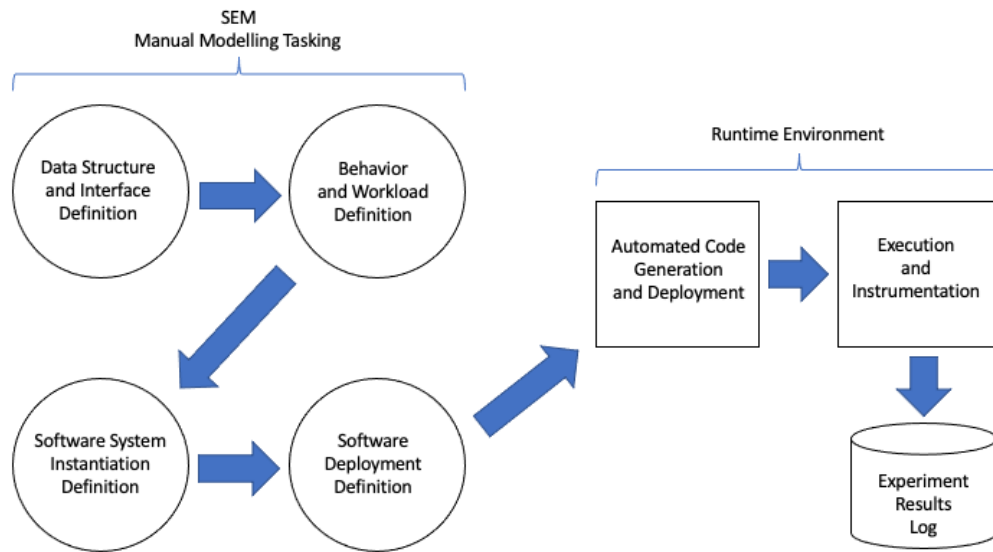 SEM
Manual Modelling Tasking
Data Structure
and Interface
Definition
Behavior
and Workload
Definition
Software System
Instantiation
Definition
Software
Deployment
Definition
Runtime Environment
Automated Code
Generation
and Deployment
Execution
and
Instrumentation
Experiment
Results
Log